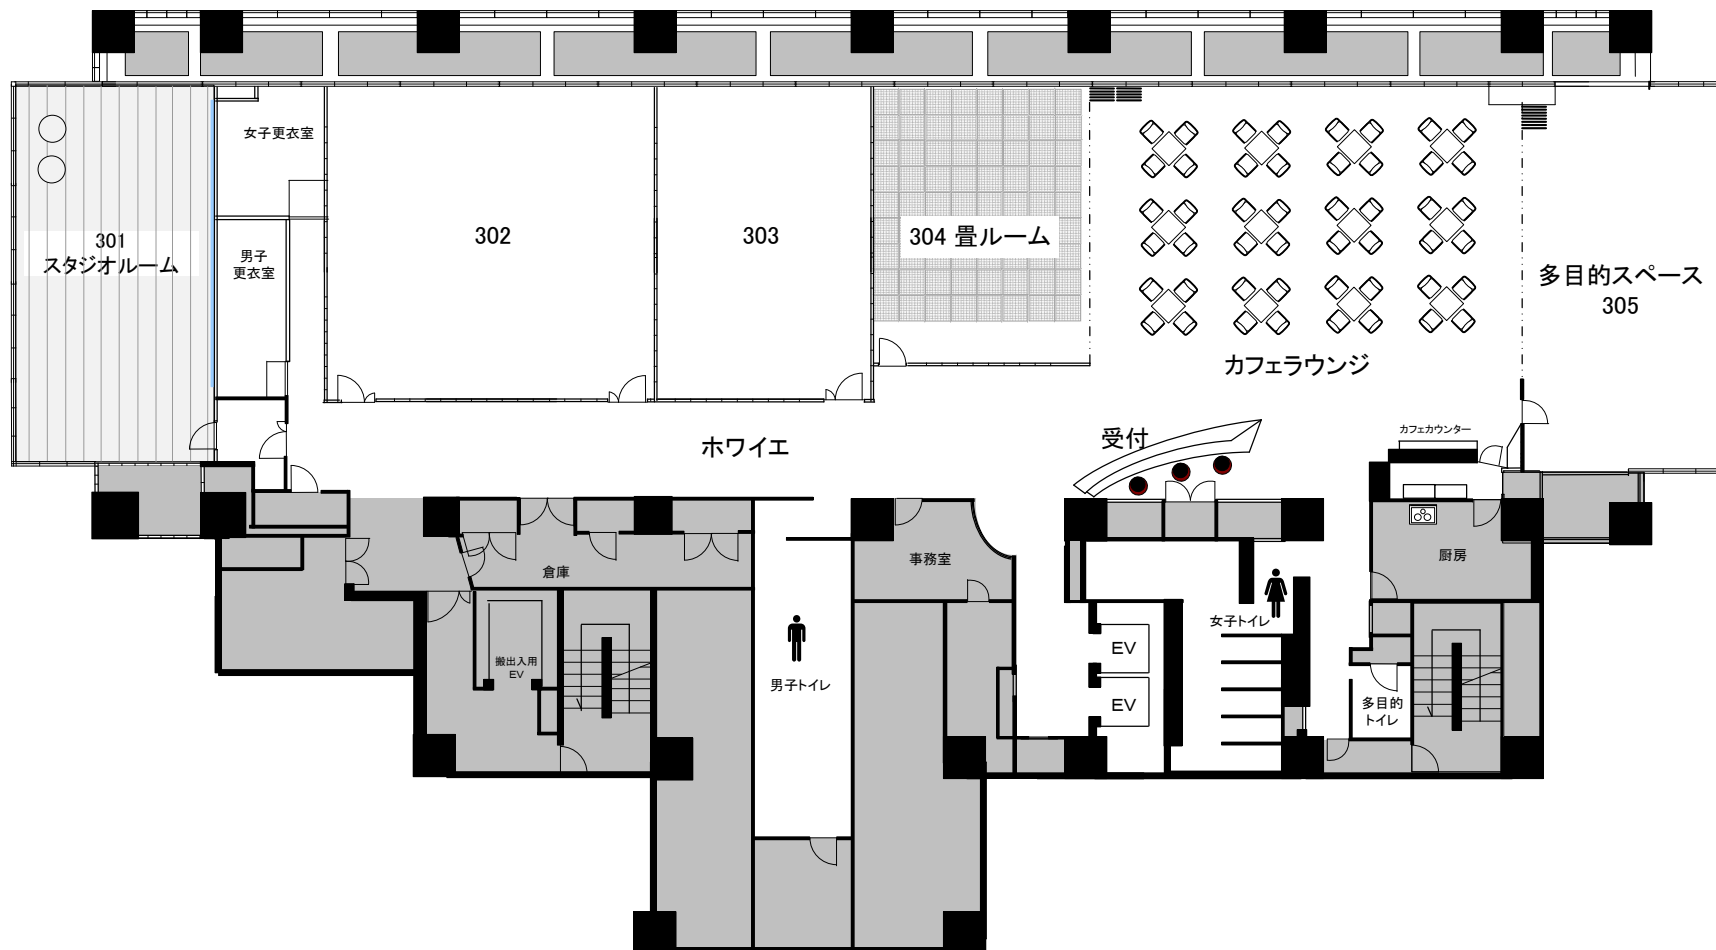 女子更衣室
301
スタジオルーム
男子
更衣室
302
303
304 畳ルーム
多目的スペース
305
カフェラウンジ
ホワイエ
受付
カフェカウンター
倉庫
事務室
厨房
搬出入用
EV
男子トイレ
EV
EV
女子トイレ
多目的
トイレ